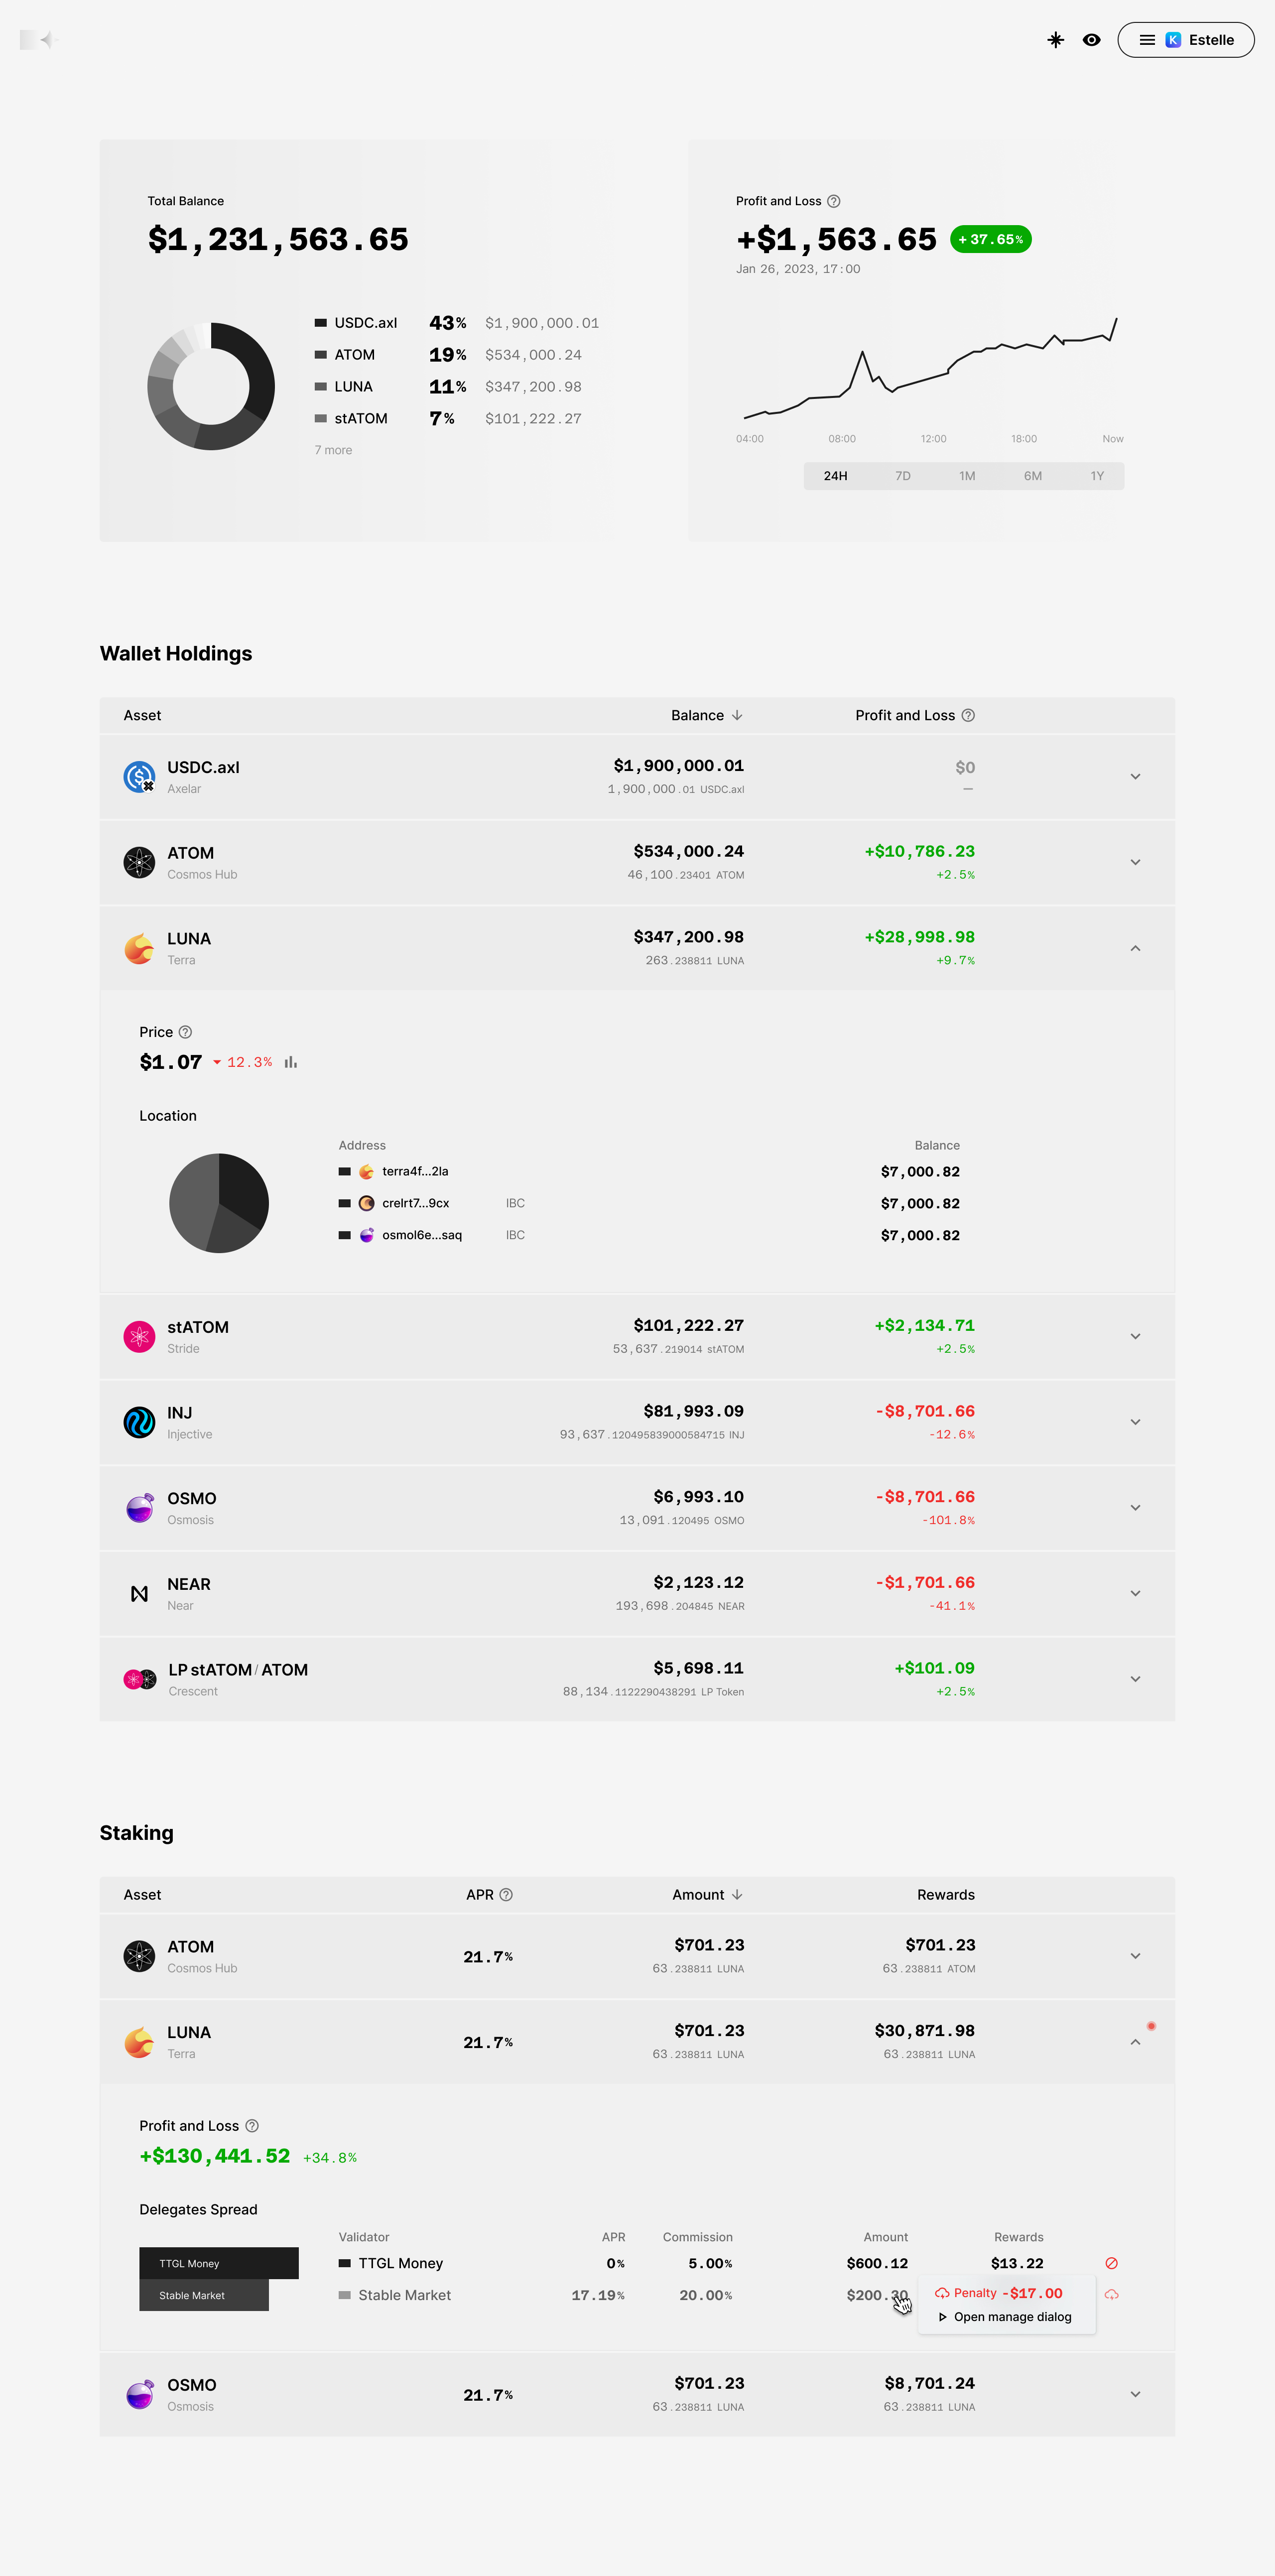 Estelle
Total Balance
$1,231,563.65
USDC.axl 43% $1,900,000.01
ATOM 19% $534,000.24
LUNA 11% $347,200.98
stATOM 7% $101,222.27
7 more
Profit and Loss
+$1,563.65 +37.65%
Jan 26, 2023, 17:00
04:00 08:00 12:00 18:00 Now
24H 7D 1M 6M 1Y
Wallet Holdings
Asset Balance Profit and Loss
USDC.axl $1,900,000.01 $0
Axelar 1,900,000.01 USDC.axl –
ATOM $534,000.24 +$10,786.23
Cosmos Hub 46,100.23401 ATOM +2.5%
LUNA $347,200.98 +$28,998.98
Terra 263.238811 LUNA +9.7%
Price
$1.07 12.3%
Location
Address Balance
terra4f...2la $7,000.82
crelrt7...9cx IBC $7,000.82
osmol6e...saq IBC $7,000.82
stATOM $101,222.27 +$2,134.71
Stride 53,637.219014 stATOM +2.5%
INJ $81,993.09 -$8,701.66
Injective 93,637.120495839000584715 INJ -12.6%
OSMO $6,993.10 -$8,701.66
Osmosis 13,091.120495 OSMO -101.8%
NEAR $2,123.12 -$1,701.66
Near 193,698.204845 NEAR -41.1%
LP stATOM / ATOM $5,698.11 +$101.09
Crescent 88,134.1122290438291 LP Token +2.5%
Staking
Asset APR Amount Rewards
ATOM 21.7% $701.23 $701.23
Cosmos Hub 63.238811 LUNA 63.238811 ATOM
LUNA 21.7% $701.23 $30,871.98
Terra 63.238811 LUNA 63.238811 LUNA
Profit and Loss
+$130,441.52 +34.8%
Delegates Spread
Validator APR Commission Amount Rewards
TTGL Money TTGL Money 0% 5.00% $600.12 $13.22
Stable Market Stable Market 17.19% 20.00% $200.30
Penalty -$17.00
Open manage dialog
OSMO 21.7% $701.23 $8,701.24
Osmosis 63.238811 LUNA 63.238811 LUNA